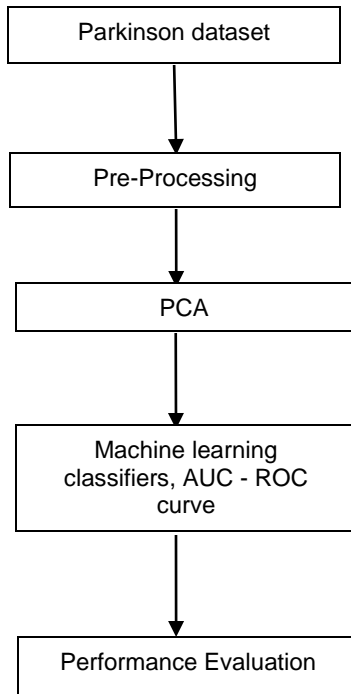 Parkinson dataset
Pre-Processing
PCA
Machine learning
classifiers, AUC - ROC
curve
Performance Evaluation